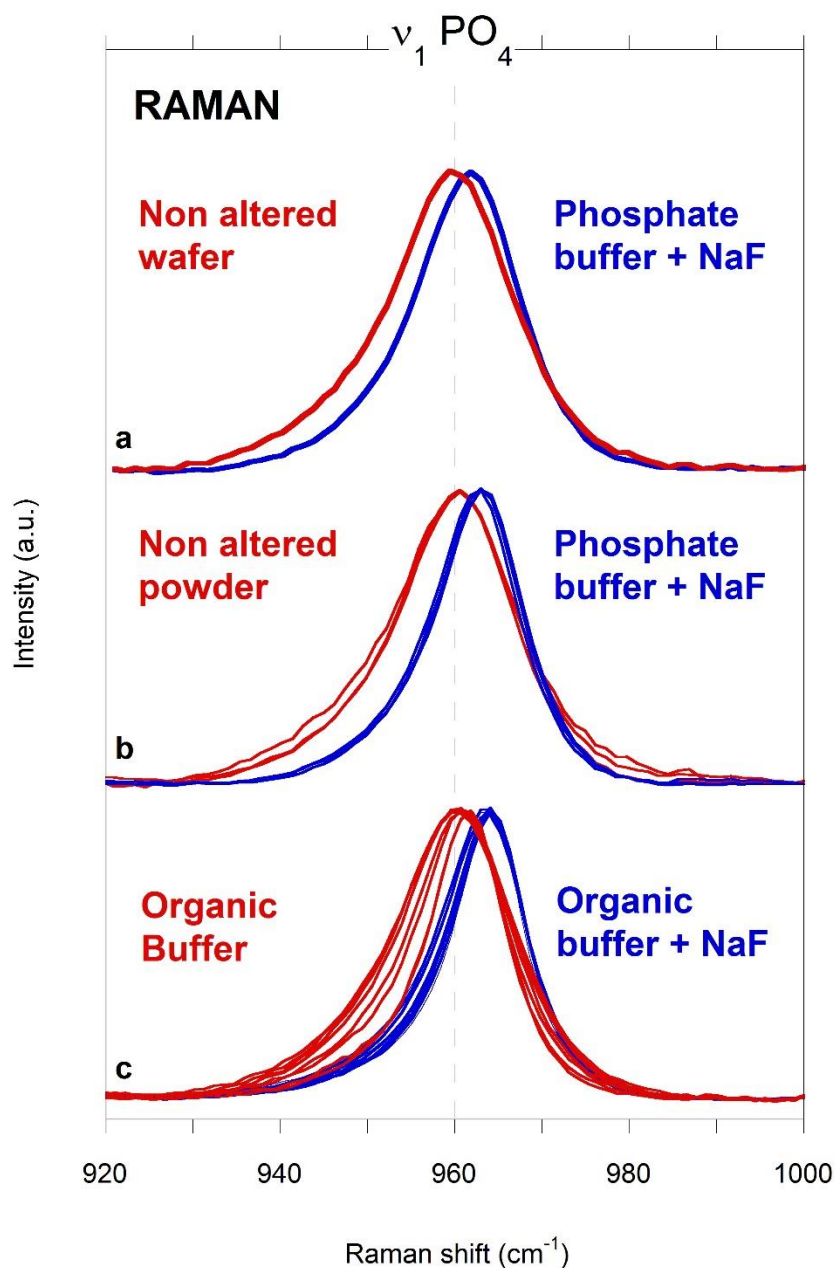 ν₁ PO₄
RAMAN
Non altered
wafer
Phosphate
buffer + NaF
a
Non altered
powder
Phosphate
buffer + NaF
b
Organic
Buffer
Organic
buffer + NaF
c
Intensity (a.u.)
920 940 960 980 1000
Raman shift (cm⁻¹)